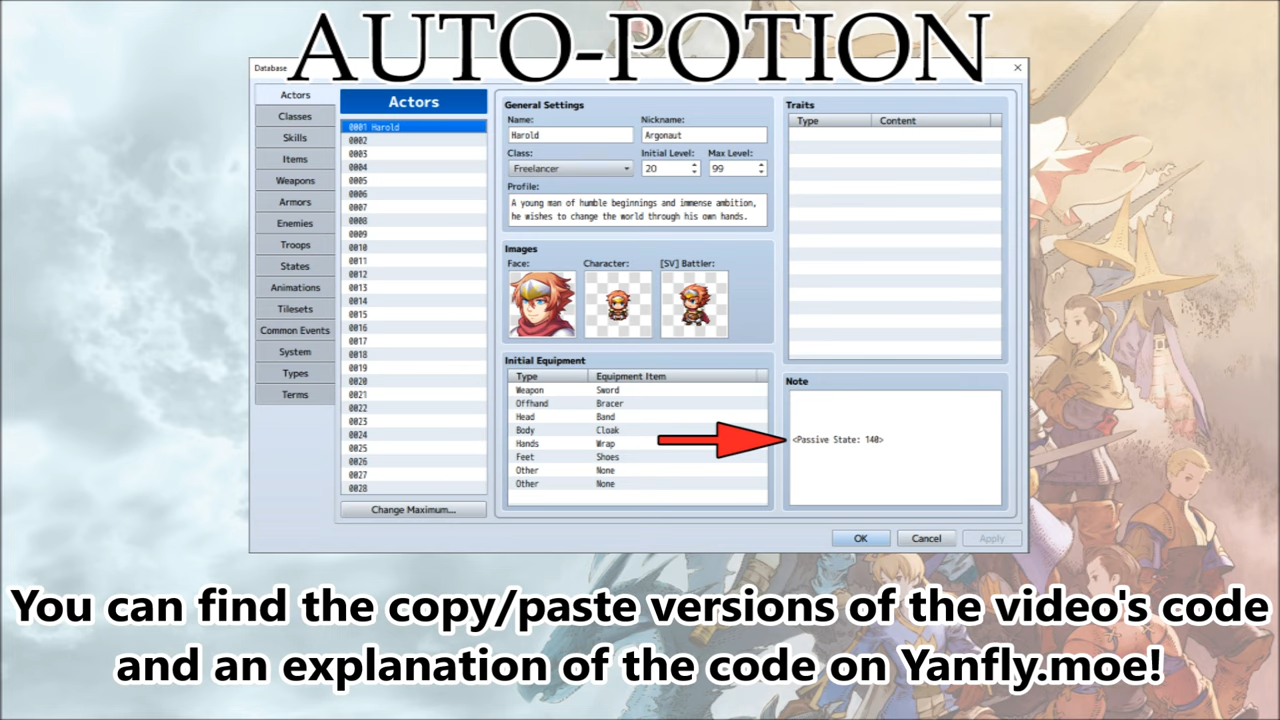 AUTO-POTION
Database
Actors
Classes
Skills
Items
Weapons
Armors
Enemies
Troops
States
Animations
Tilesets
Common Events
System
Types
Terms
Actors
0001 Harold
0002
0003
0004
0005
0006
0007
0008
0009
0010
0011
0012
0013
0014
0015
0016
0017
0018
0019
0020
0021
0022
0023
0024
0025
0026
0027
0028
Change Maximum...
General Settings
Name: Nickname:
Harold Argonaut
Class: Initial Level: Max Level:
Freelancer 20 99
Profile:
A young man of humble beginnings and immense ambition,
he wishes to change the world through his own hands.
Images
Face: Character: [SV] Battler:
Initial Equipment
Type Equipment Item
Weapon Sword
Offhand Bracer
Head Band
Body Cloak
Hands Wrap
Feet Shoes
Other None
Other None
Traits
Type Content
Note
<Passive State: 140>
OK Cancel Apply
You can find the copy/paste versions of the video's code
and an explanation of the code on Yanfly.moe!